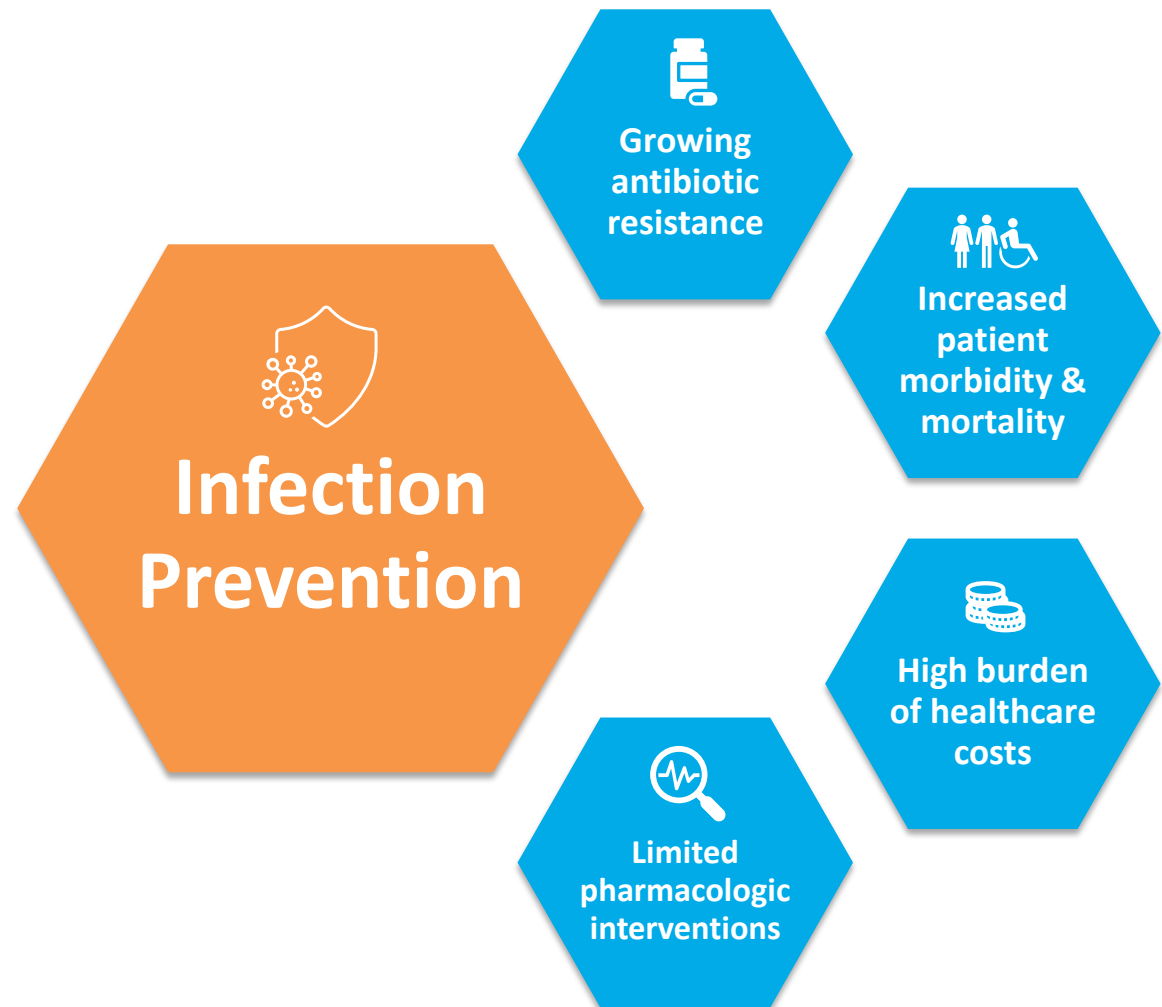 Growing
antibiotic
resistance
Increased
patient
morbidity &
mortality
Infection
Prevention
High burden
of healthcare
costs
Limited
pharmacologic
interventions